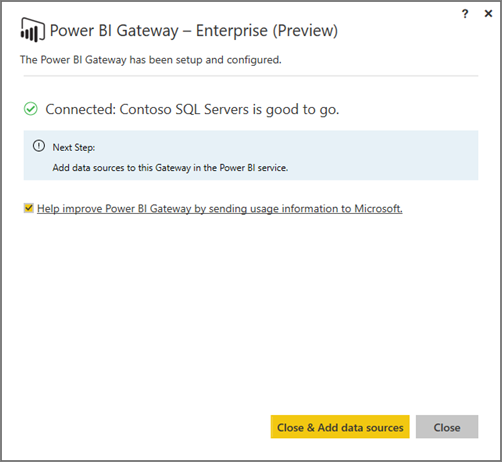 ? ×
Power BI Gateway – Enterprise (Preview)
The Power BI Gateway has been setup and configured.
Connected: Contoso SQL Servers is good to go.
Next Step:
Add data sources to this Gateway in the Power BI service.
Help improve Power BI Gateway by sending usage information to Microsoft.
Close & Add data sources Close